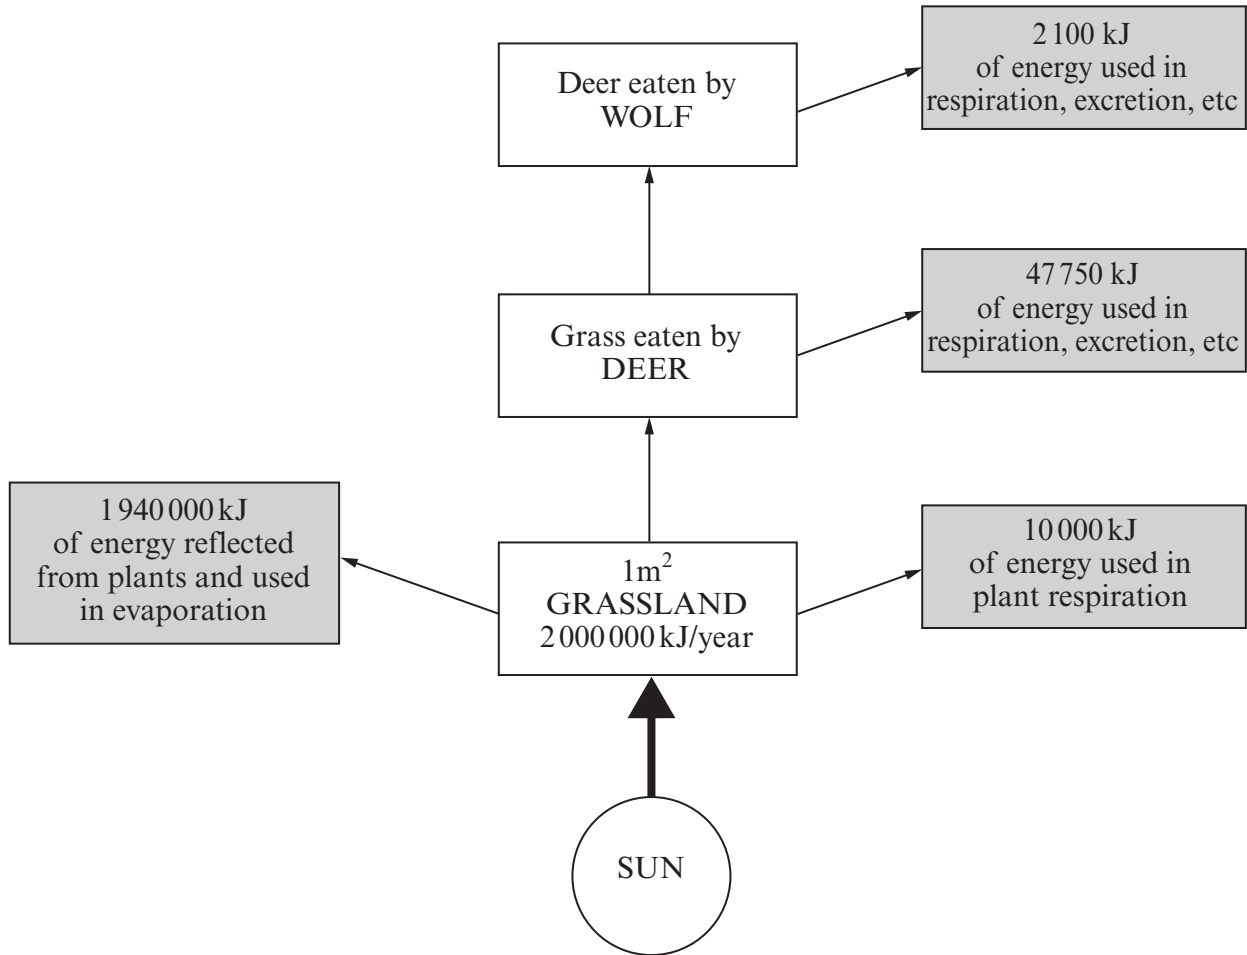 Deer eaten by
WOLF
2 100 kJ
of energy used in
respiration, excretion, etc
Grass eaten by
DEER
47 750 kJ
of energy used in
respiration, excretion, etc
1 940 000 kJ
of energy reflected
from plants and used
in evaporation
1m²
GRASSLAND
2 000 000 kJ/year
10 000 kJ
of energy used in
plant respiration
SUN